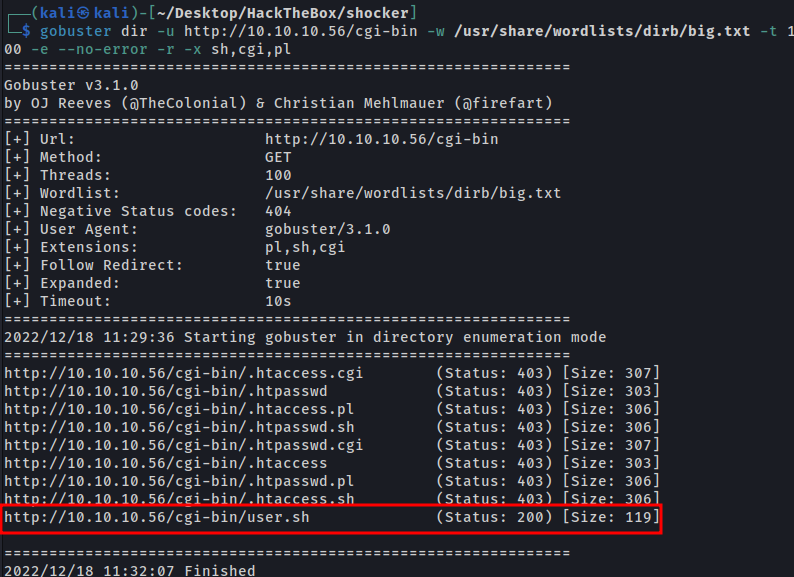 ┌──(kali㉿kali)-[~/Desktop/HackTheBox/shocker]
└─$ gobuster dir -u http://10.10.10.56/cgi-bin -w /usr/share/wordlists/dirb/big.txt -t 1
00 -e --no-error -r -x sh,cgi,pl
===============================================================
Gobuster v3.1.0
by OJ Reeves (@TheColonial) & Christian Mehlmauer (@firefart)
===============================================================
[+] Url:                     http://10.10.10.56/cgi-bin
[+] Method:                  GET
[+] Threads:                 100
[+] Wordlist:                /usr/share/wordlists/dirb/big.txt
[+] Negative Status codes:   404
[+] User Agent:              gobuster/3.1.0
[+] Extensions:              pl,sh,cgi
[+] Follow Redirect:         true
[+] Expanded:                true
[+] Timeout:                 10s
===============================================================
2022/12/18 11:29:36 Starting gobuster in directory enumeration mode
===============================================================
http://10.10.10.56/cgi-bin/.htaccess.cgi        (Status: 403) [Size: 307]
http://10.10.10.56/cgi-bin/.htpasswd            (Status: 403) [Size: 303]
http://10.10.10.56/cgi-bin/.htaccess.pl         (Status: 403) [Size: 306]
http://10.10.10.56/cgi-bin/.htpasswd.sh         (Status: 403) [Size: 306]
http://10.10.10.56/cgi-bin/.htpasswd.cgi        (Status: 403) [Size: 307]
http://10.10.10.56/cgi-bin/.htaccess            (Status: 403) [Size: 303]
http://10.10.10.56/cgi-bin/.htpasswd.pl         (Status: 403) [Size: 306]
http://10.10.10.56/cgi-bin/.htaccess.sh         (Status: 403) [Size: 306]
http://10.10.10.56/cgi-bin/user.sh              (Status: 200) [Size: 119]
===============================================================
2022/12/18 11:32:07 Finished